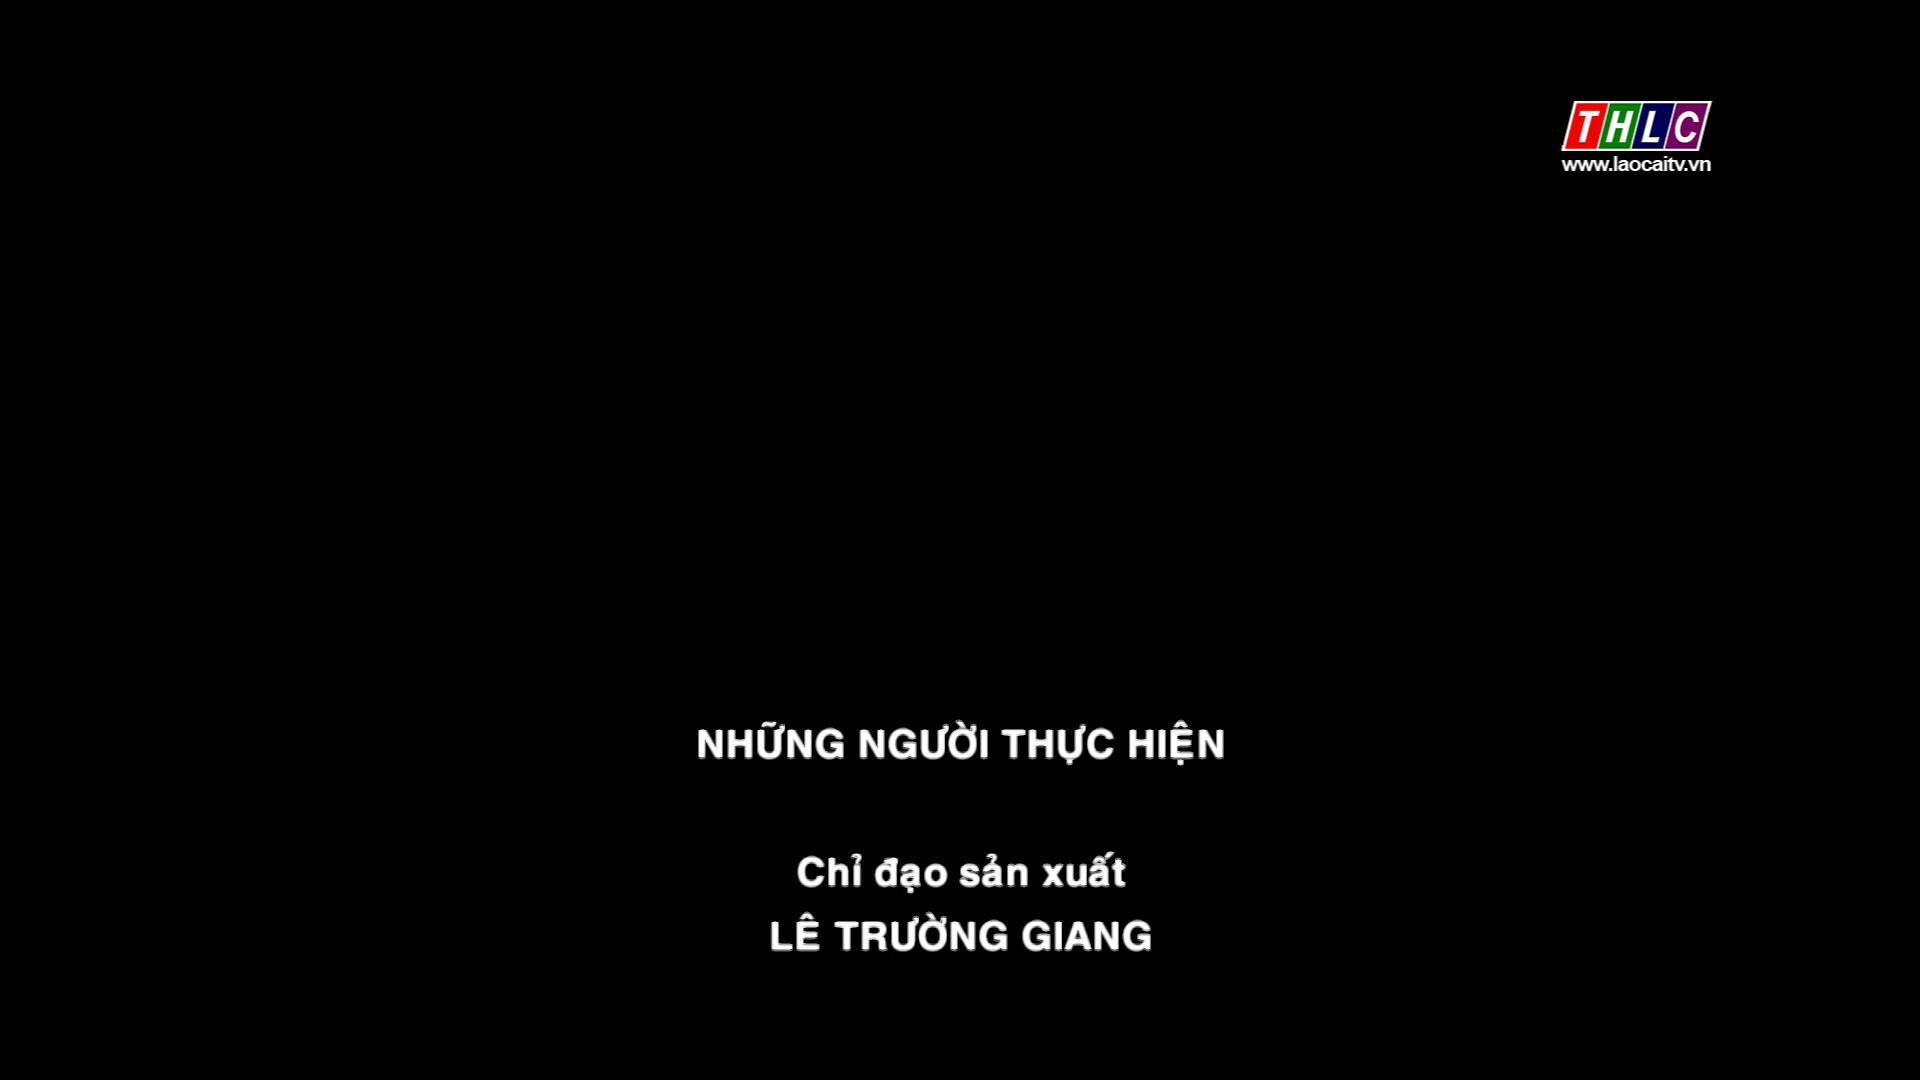 THLC
www.laocaitv.vn
NHỮNG NGƯỜI THỰC HIỆN
Chỉ đạo sản xuất
LÊ TRƯỜNG GIANG